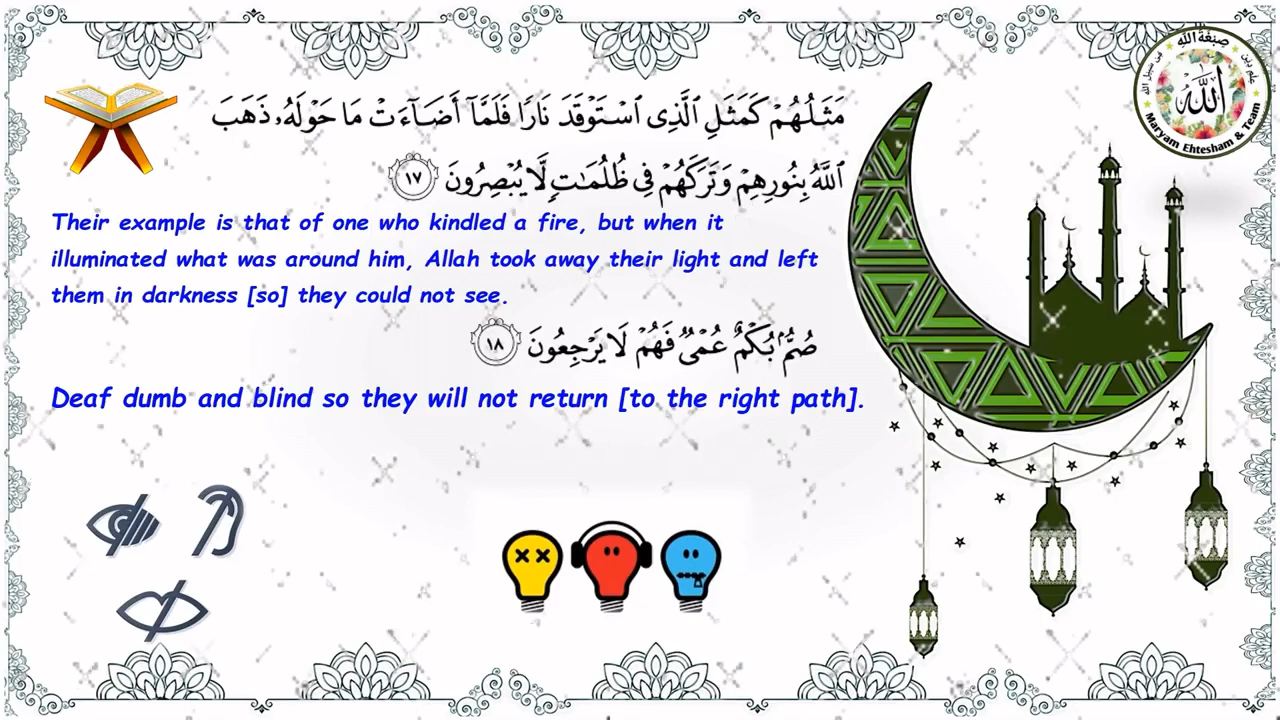 مَثَلُهُمْ كَمَثَلِ ٱلَّذِى ٱسْتَوْقَدَ نَارًا فَلَمَّآ أَضَآءَتْ مَا حَوْلَهُۥ ذَهَبَ
ٱللَّهُ بِنُورِهِمْ وَتَرَكَهُمْ فِى ظُلُمَـٰتٍ لَّا يُبْصِرُونَ ١٧
Their example is that of one who kindled a fire, but when it
illuminated what was around him, Allah took away their light and left
them in darkness [so] they could not see.
صُمٌّۢ بُكْمٌ عُمْىٌ فَهُمْ لَا يَرْجِعُونَ ١٨
Deaf dumb and blind so they will not return [to the right path].
صِبْغَةَ اللهِ
الله
Maryam Ehtesham & Team